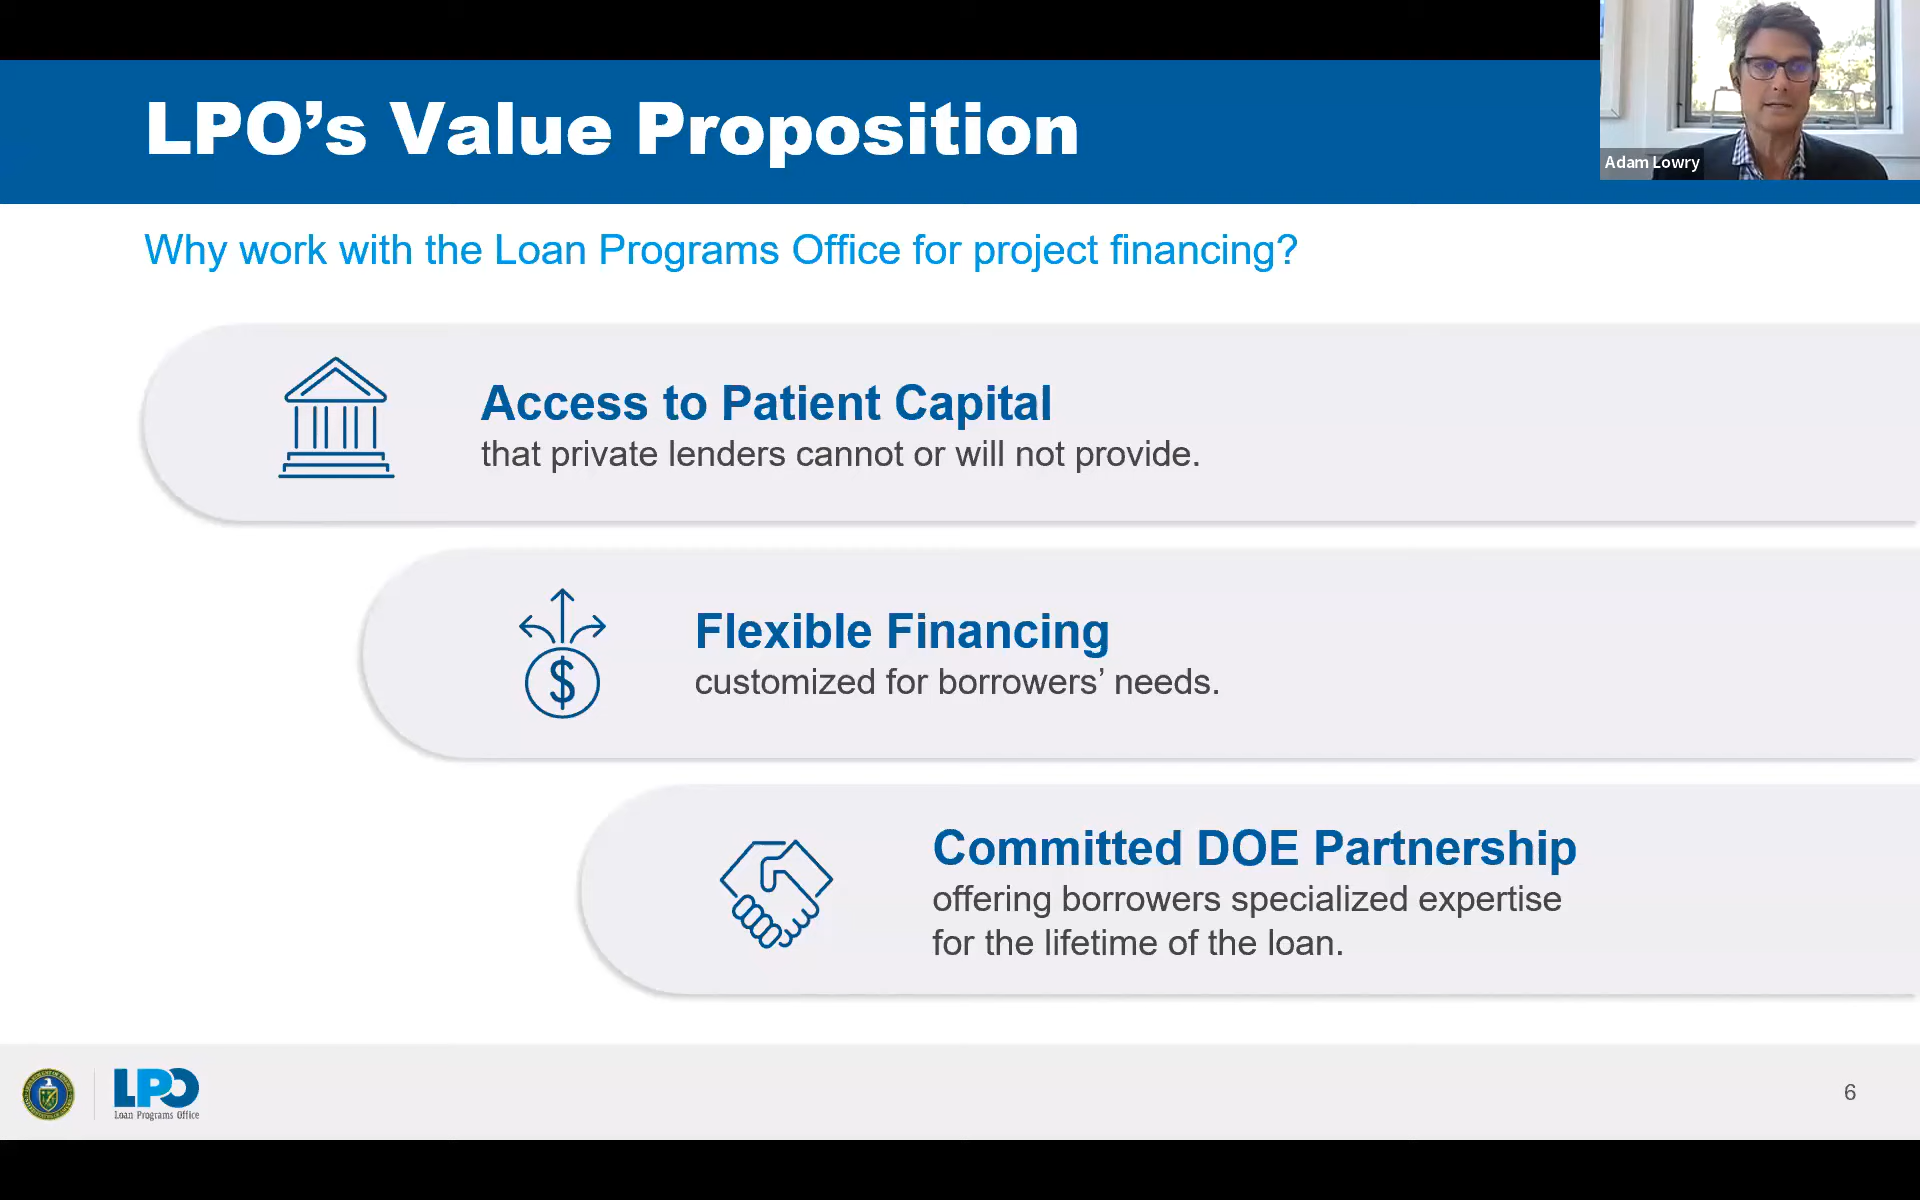 LPO’s Value Proposition
Adam Lowry
Why work with the Loan Programs Office for project financing?
Access to Patient Capital
that private lenders cannot or will not provide.
$
Flexible Financing
customized for borrowers’ needs.
Committed DOE Partnership
offering borrowers specialized expertise
for the lifetime of the loan.
LPO
Loan Programs Office
6